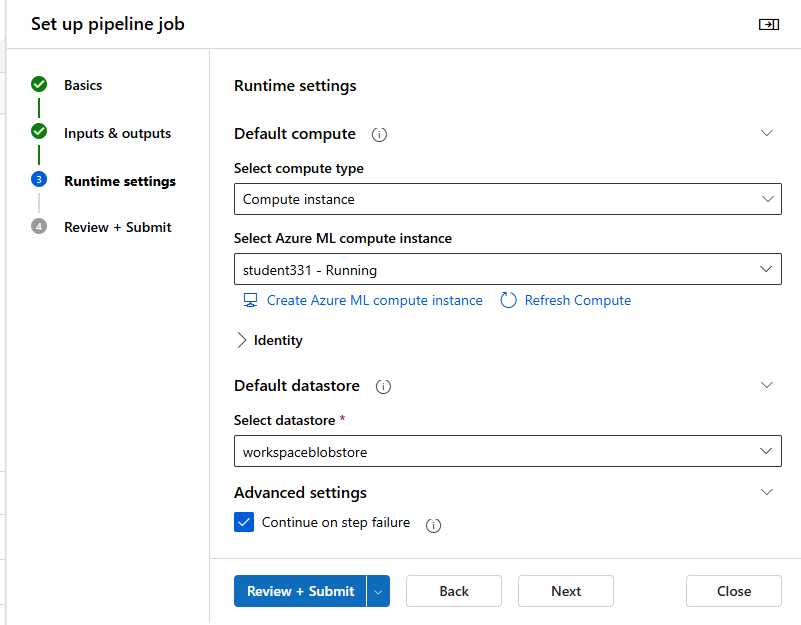 Set up pipeline job
Basics
Inputs & outputs
3 Runtime settings
4 Review + Submit
Runtime settings
Default compute
Select compute type
Compute instance
Select Azure ML compute instance
student331 - Running
Create Azure ML compute instance Refresh Compute
Identity
Default datastore
Select datastore *
workspaceblobstore
Advanced settings
Continue on step failure
Review + Submit Back Next Close